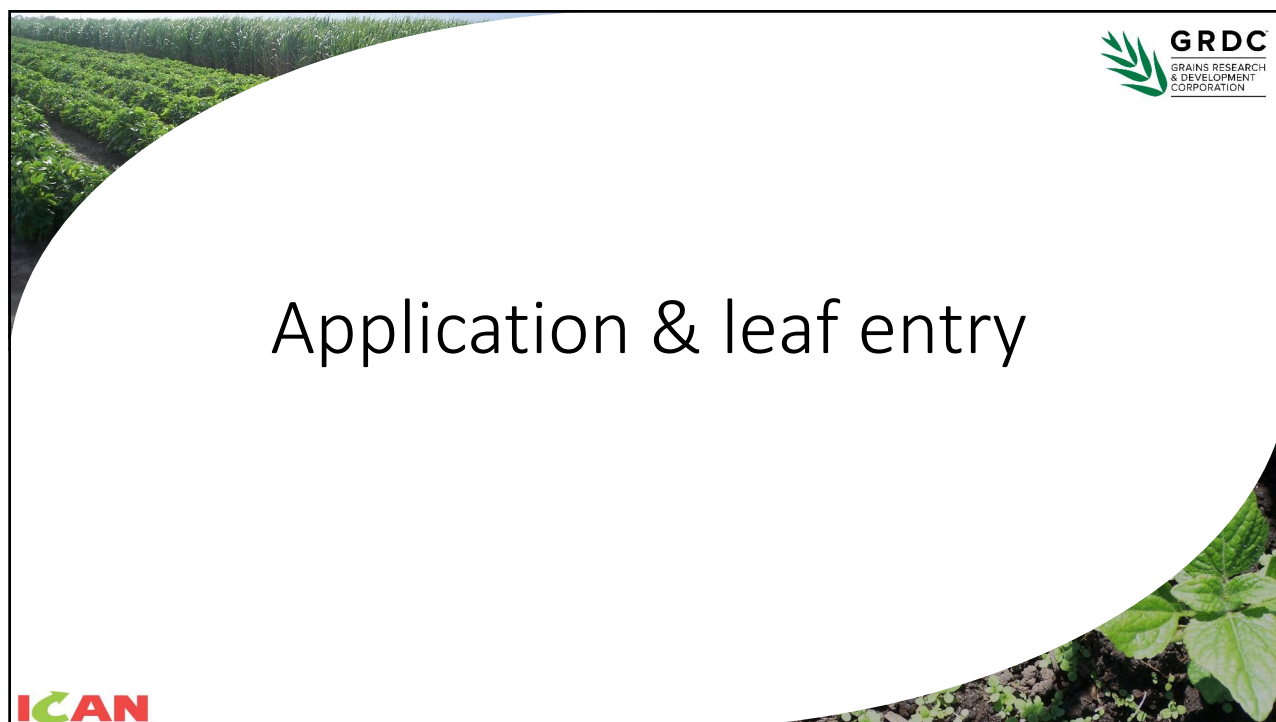 GRDC
GRAINS RESEARCH
& DEVELOPMENT
CORPORATION
Application & leaf entry
ICAN